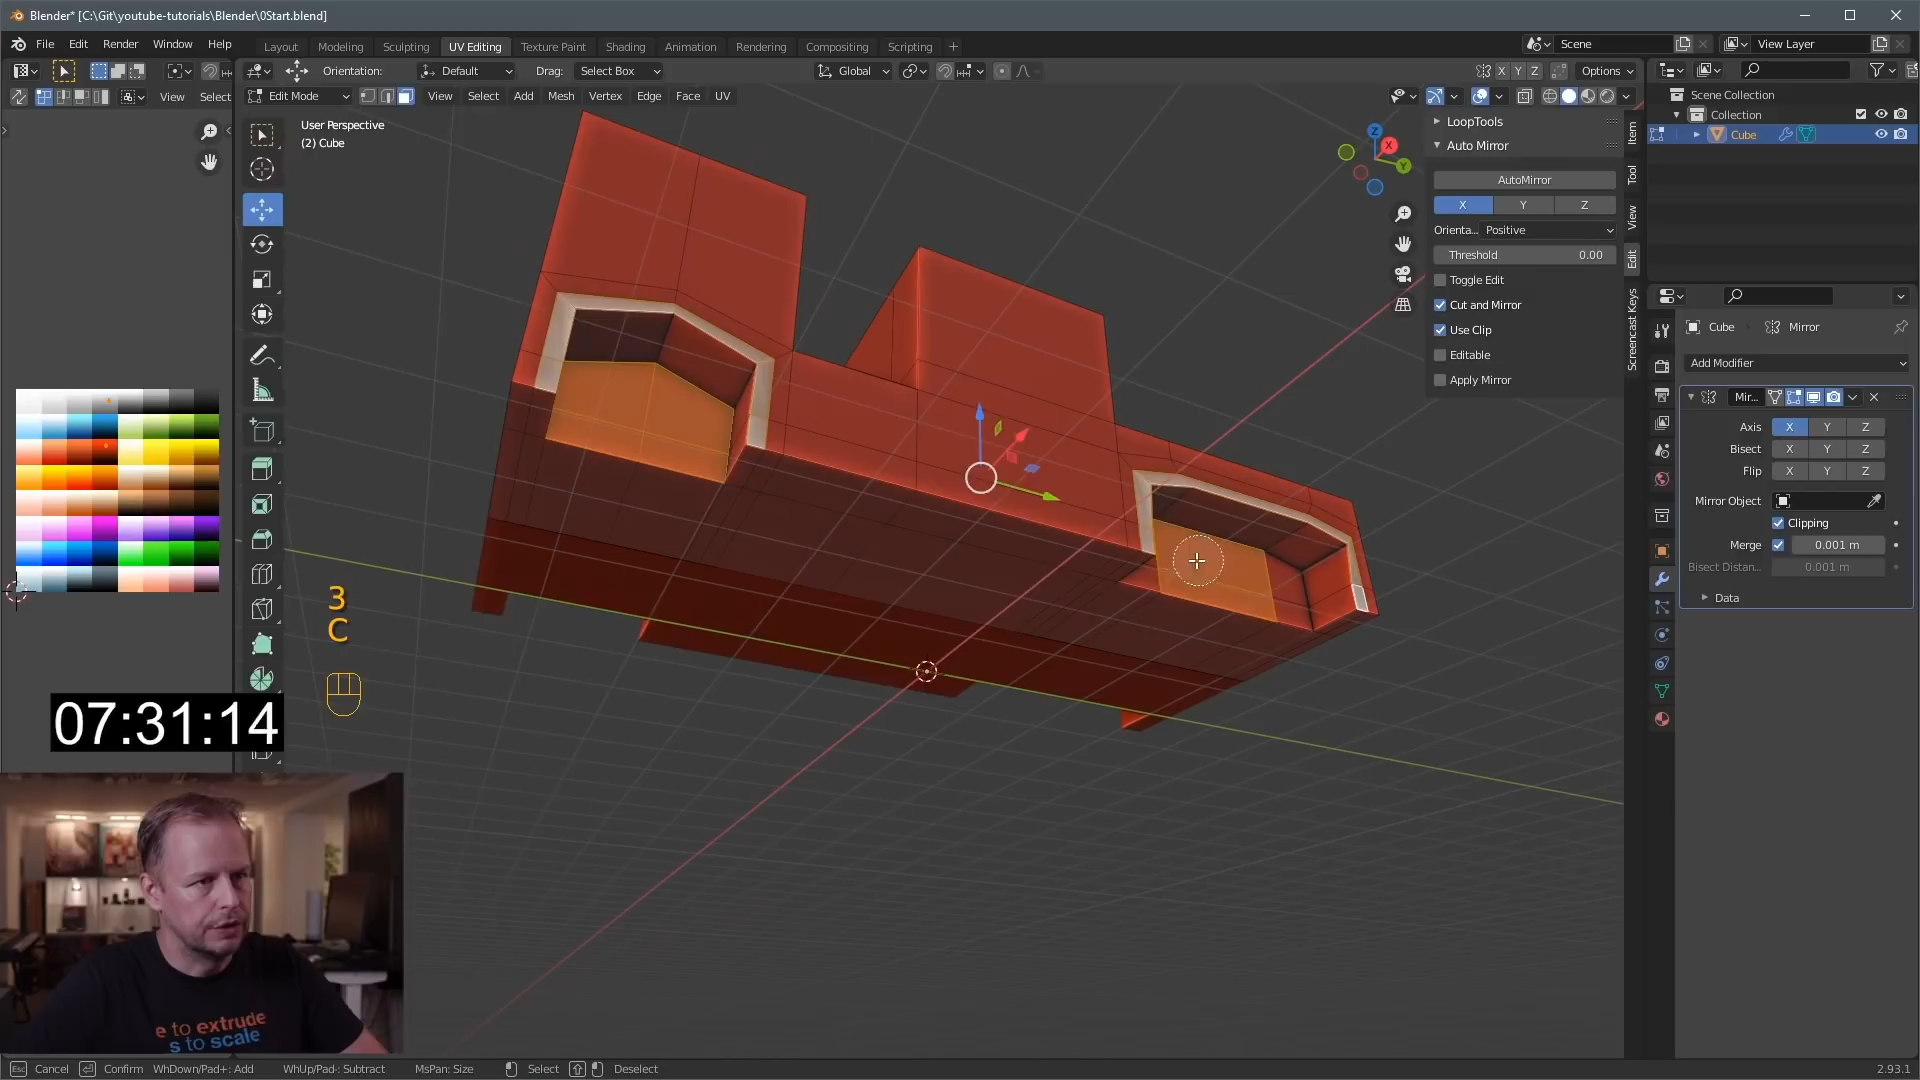 Blender* [C:\Git\youtube-tutorials\Blender\0Start.blend]
File Edit Render Window Help
Layout Modeling Sculpting UV Editing Texture Paint Shading Animation Rendering Compositing Scripting +
Scene
View Layer
Orientation: Default Drag: Select Box
Global
X Y Z Options
View Select
Edit Mode View Select Add Mesh Vertex Edge Face UV
User Perspective
(2) Cube
Z
X
Y
LoopTools
Auto Mirror
AutoMirror
X Y Z
Orienta... Positive
Threshold 0.00
Toggle Edit
Cut and Mirror
Use Clip
Editable
Apply Mirror
Item
Tool
View
Edit
Screencast Keys
Scene Collection
Collection
Cube
Cube Mirror
Add Modifier
Mir...
Axis X Y Z
Bisect X Y Z
Flip X Y Z
Mirror Object
Clipping
Merge 0.001 m
Bisect Distan... 0.001 m
Data
3
C
07:31:14
e to extrude
s to scale
Esc Cancel Confirm WhDown/Pad+: Add WhUp/Pad-: Subtract MsPan: Size Select Deselect
2.93.1